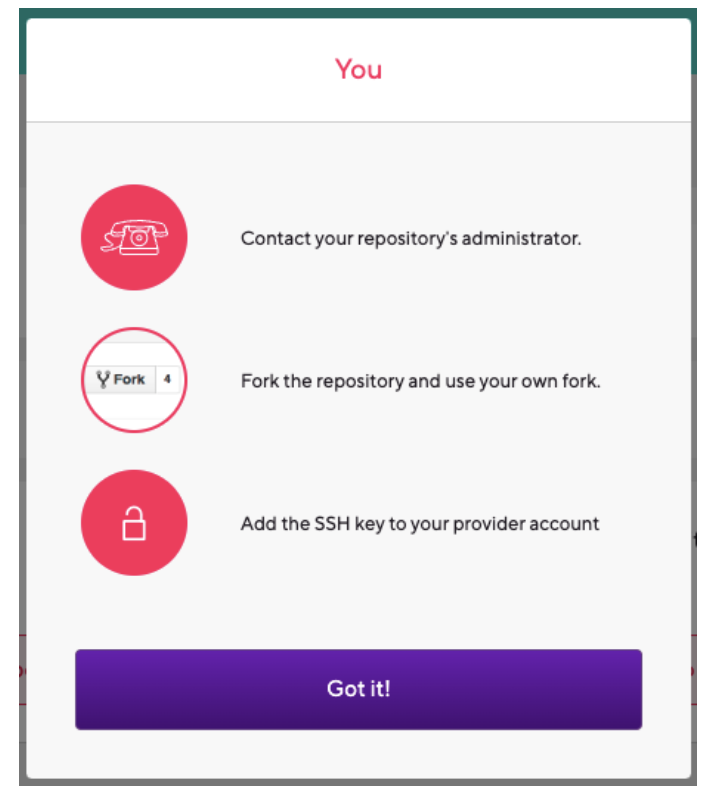 You
Contact your repository's administrator.
Fork 4
Fork the repository and use your own fork.
Add the SSH key to your provider account
Got it!